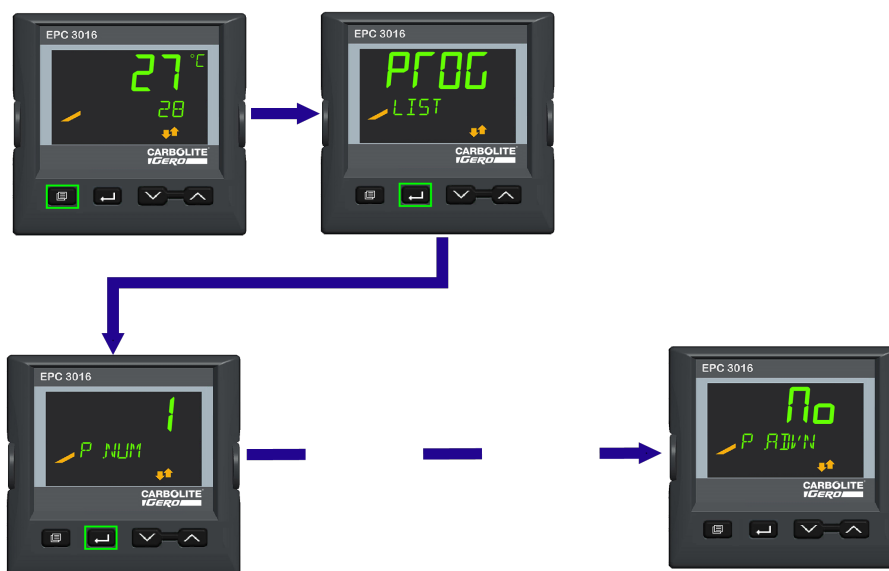 EPC 3016
27 °C
28
CARBOLITE
GERO
EPC 3016
PrOG
LIST
CARBOLITE
GERO
EPC 3016
1
P.NUM
CARBOLITE
GERO
EPC 3016
No
P.ADVN
CARBOLITE
GERO